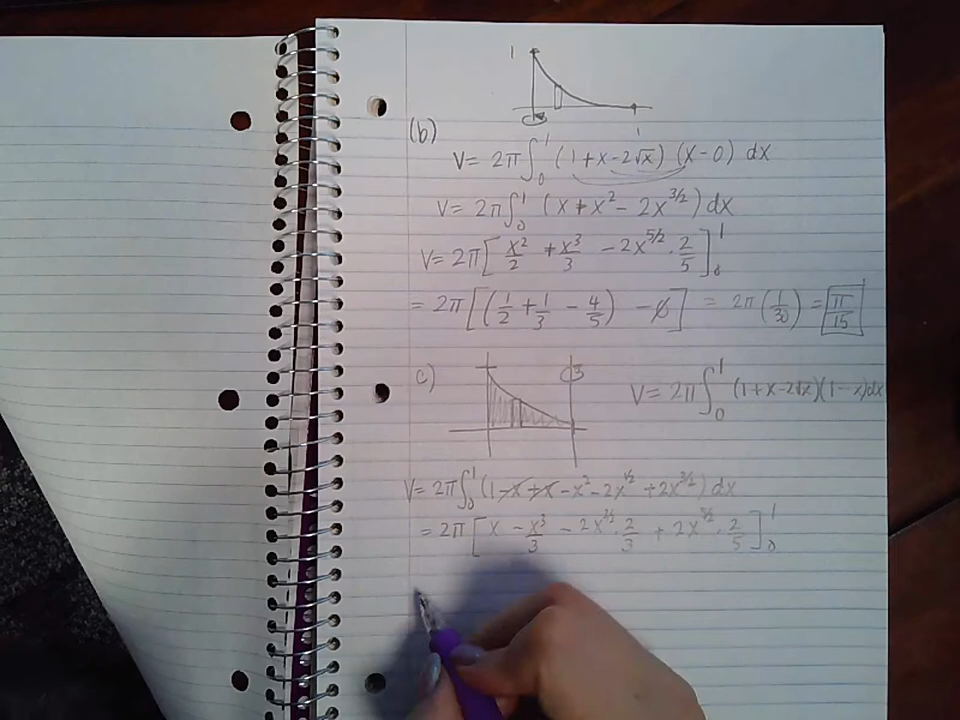 1
1
(b)
V = 2π∫₀¹ (1+x-2√x) (x-0) dx
V = 2π∫₀¹ (x+x² - 2x^(3/2)) dx
V = 2π[x²/2 + x³/3 - 2x^(5/2) · 2/5]₀¹
= 2π[(1/2 + 1/3 - 4/5) - 0] = 2π(1/30) = π/15
c) V = 2π∫₀¹ (1+x-2√x)(1-x)dx
V = 2π∫₀¹ (1-x+x-x²-2x^(1/2) + 2x^(3/2)) dx
= 2π[x - x³/3 - 2x^(3/2) · 2/3 + 2x^(5/2) · 2/5]₀¹